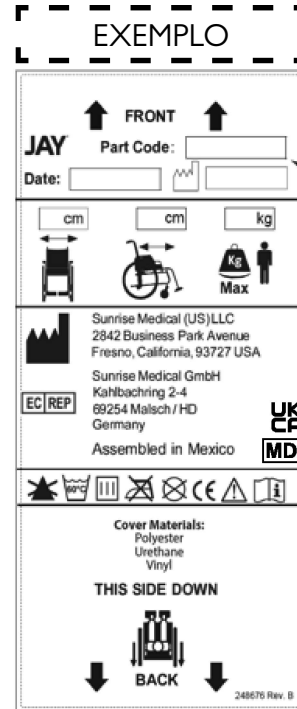 EXEMPLO
FRONT
JAY
Part Code:
Date:
cm
cm
kg
Kg
Max
Sunrise Medical (US)LLC
2842 Business Park Avenue
Fresno, California, 93727 USA
EC REP
Sunrise Medical GmbH
Kahlbachring 2-4
69254 Malsch / HD
Germany
UK
CA
Assembled in Mexico
MD
60°C
CE
i
Cover Materials:
Polyester
Urethane
Vinyl
THIS SIDE DOWN
BACK
248676 Rev. B